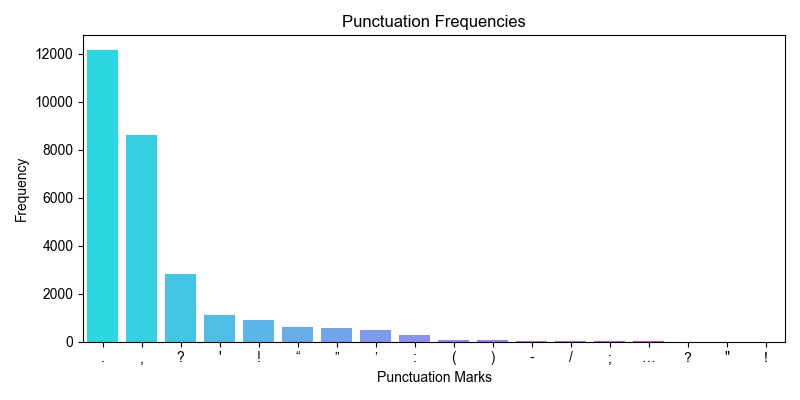 Punctuation Frequencies
12000
10000
8000
6000
4000
2000
0
Frequency
. , ? ' ! “ ” ’ : ( ) - / ; … ? " !
Punctuation Marks